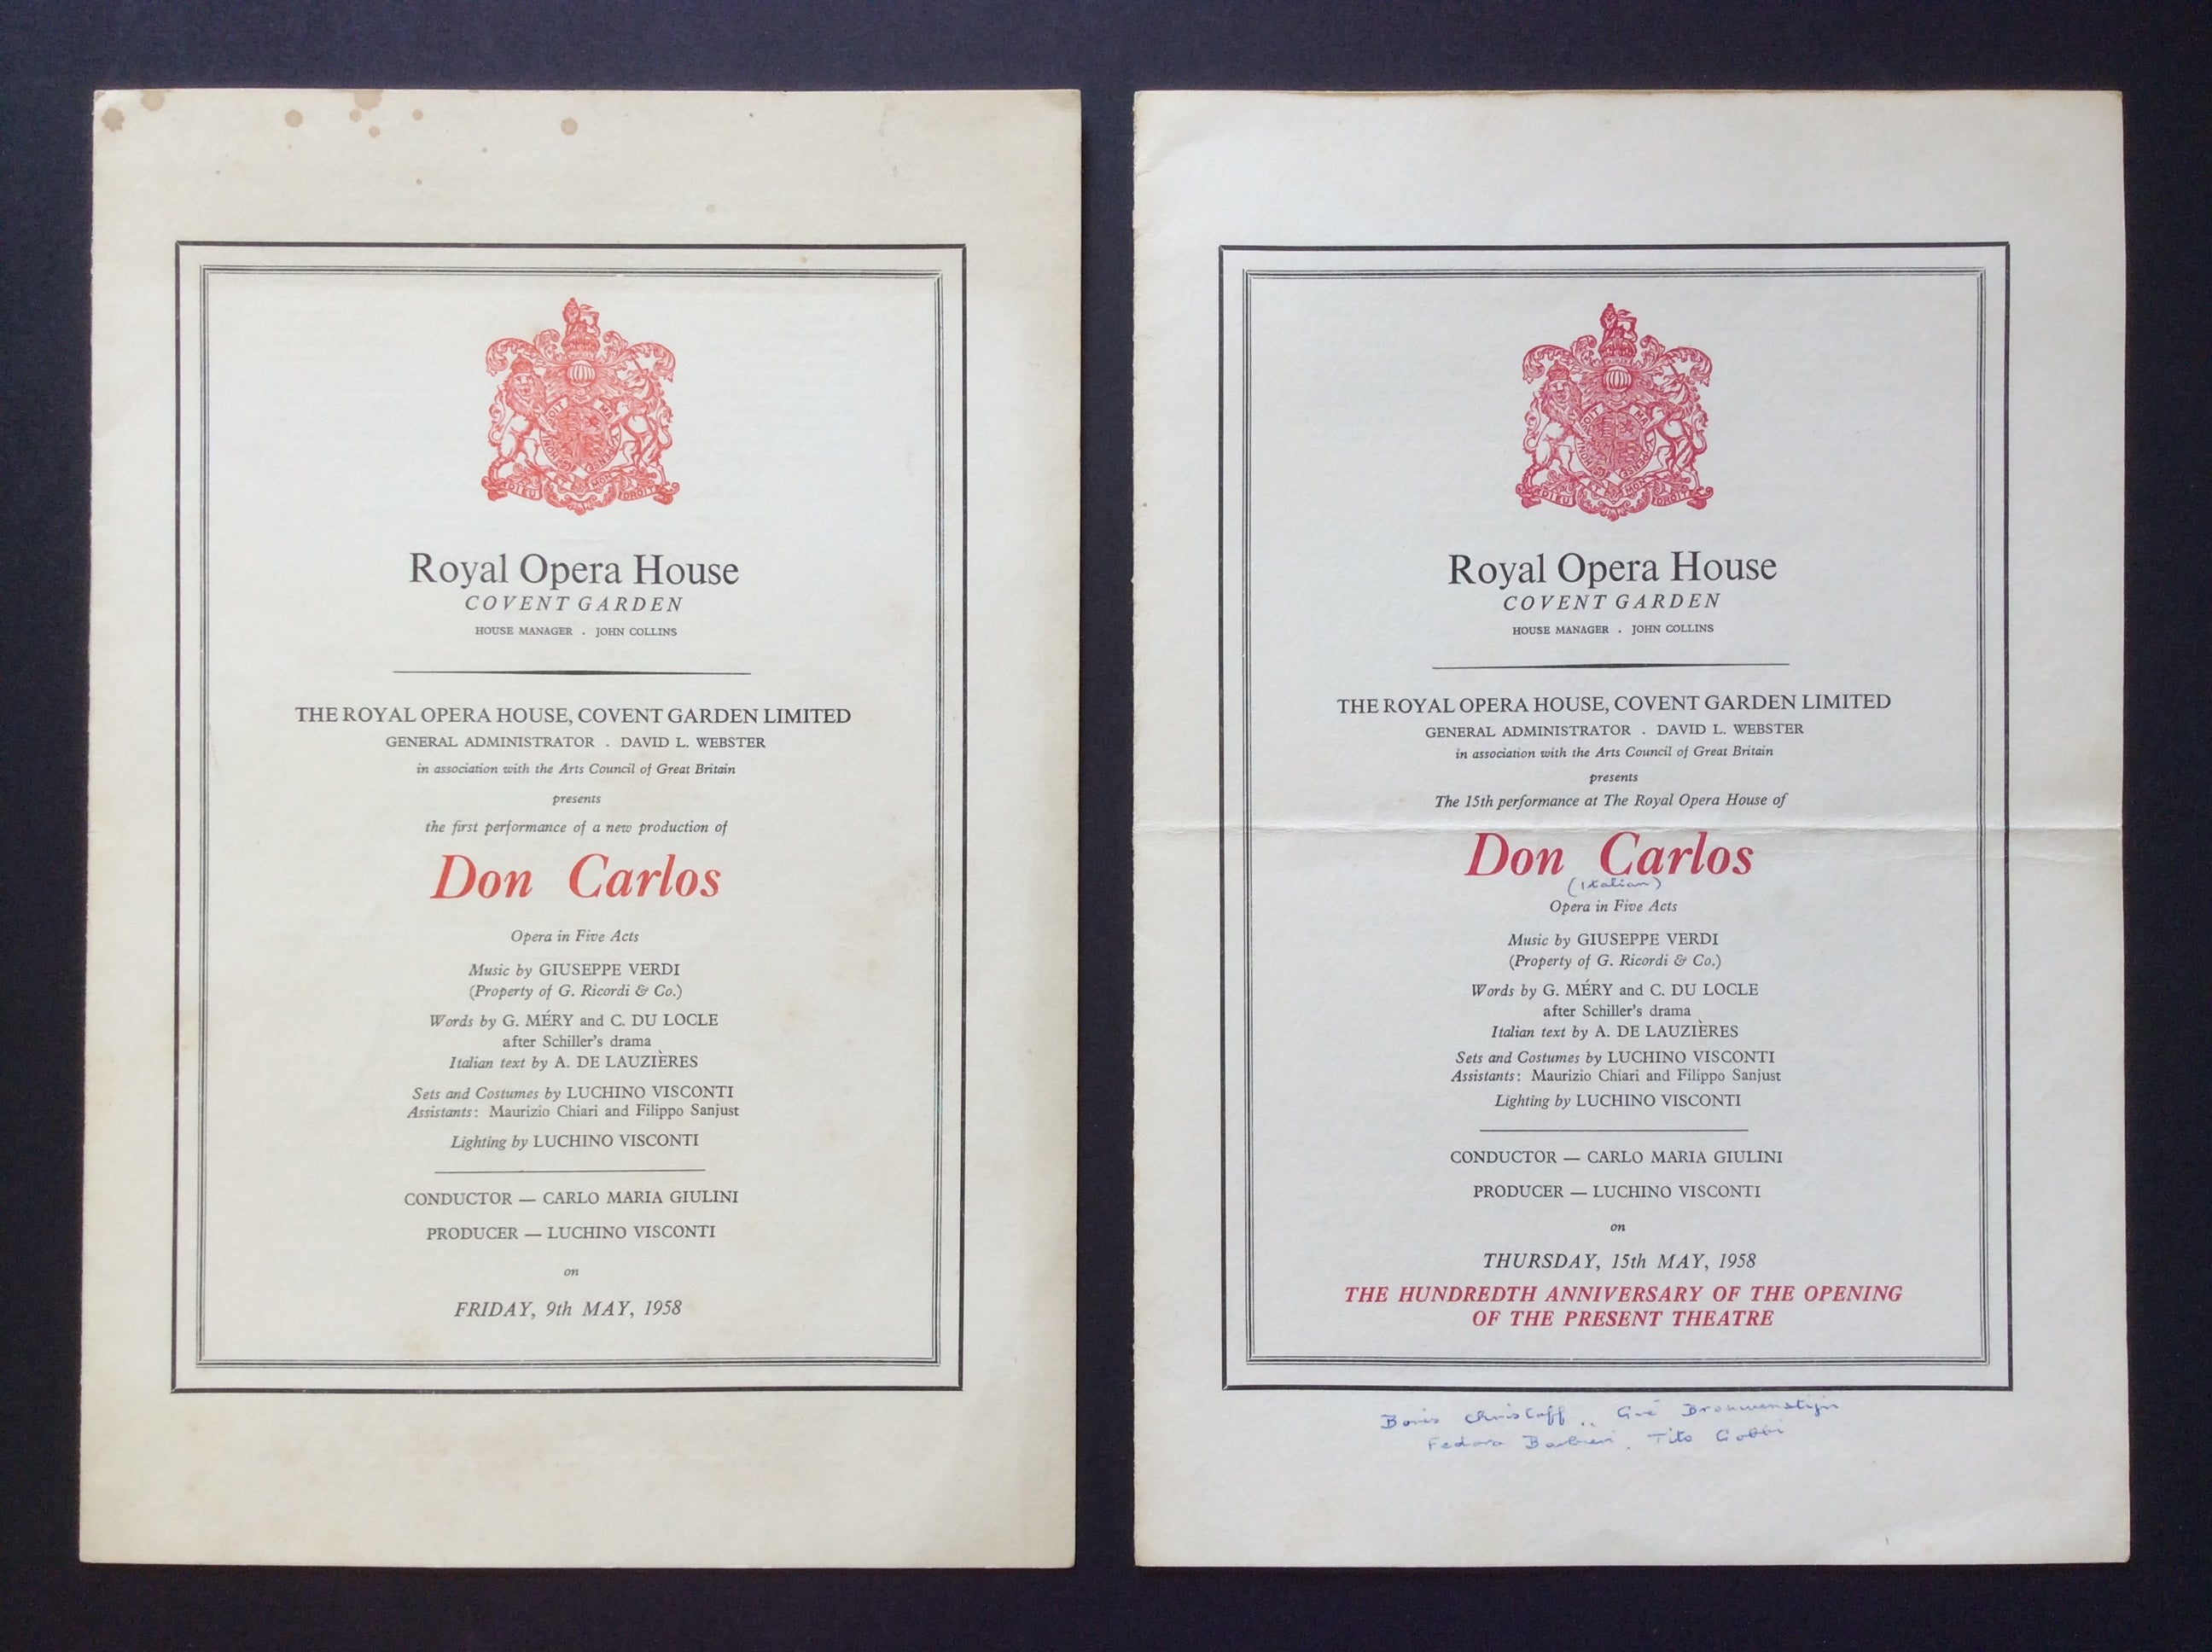 DIEU ET MON DROIT
Royal Opera House
COVENT GARDEN
HOUSE MANAGER . JOHN COLLINS
THE ROYAL OPERA HOUSE, COVENT GARDEN LIMITED
GENERAL ADMINISTRATOR . DAVID L. WEBSTER
in association with the Arts Council of Great Britain
presents
the first performance of a new production of
Don Carlos
Opera in Five Acts
Music by GIUSEPPE VERDI
(Property of G. Ricordi & Co.)
Words by G. MÉRY and C. DU LOCLE
after Schiller's drama
Italian text by A. DE LAUZIÈRES
Sets and Costumes by LUCHINO VISCONTI
Assistants: Maurizio Chiari and Filippo Sanjust
Lighting by LUCHINO VISCONTI
CONDUCTOR — CARLO MARIA GIULINI
PRODUCER — LUCHINO VISCONTI
on
FRIDAY, 9th MAY, 1958
DIEU ET MON DROIT
Royal Opera House
COVENT GARDEN
HOUSE MANAGER . JOHN COLLINS
THE ROYAL OPERA HOUSE, COVENT GARDEN LIMITED
GENERAL ADMINISTRATOR . DAVID L. WEBSTER
in association with the Arts Council of Great Britain
presents
The 15th performance at The Royal Opera House of
Don Carlos
(Italian)
Opera in Five Acts
Music by GIUSEPPE VERDI
(Property of G. Ricordi & Co.)
Words by G. MÉRY and C. DU LOCLE
after Schiller's drama
Italian text by A. DE LAUZIÈRES
Sets and Costumes by LUCHINO VISCONTI
Assistants: Maurizio Chiari and Filippo Sanjust
Lighting by LUCHINO VISCONTI
CONDUCTOR — CARLO MARIA GIULINI
PRODUCER — LUCHINO VISCONTI
on
THURSDAY, 15th MAY, 1958
THE HUNDREDTH ANNIVERSARY OF THE OPENING
OF THE PRESENT THEATRE
Boris Christoff .. Gré Brouwenstijn
Fedora Barbieri . Tito Gobbi